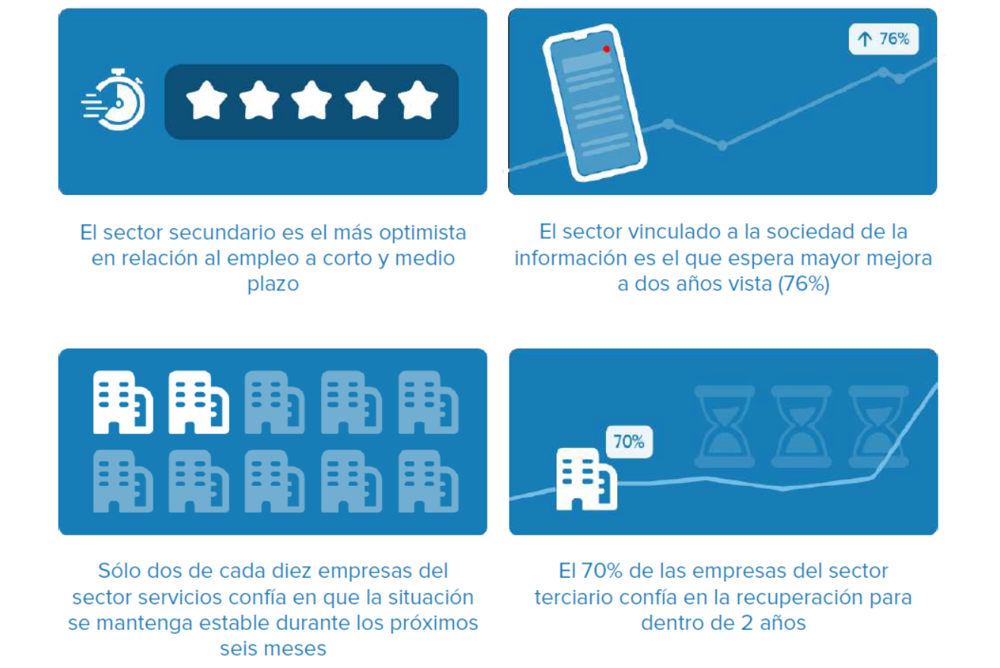 ↑ 76%
El sector secundario es el más optimista
en relación al empleo a corto y medio
plazo
El sector vinculado a la sociedad de la
información es el que espera mayor mejora
a dos años vista (76%)
70%
Sólo dos de cada diez empresas del
sector servicios confía en que la situación
se mantenga estable durante los próximos
seis meses
El 70% de las empresas del sector
terciario confía en la recuperación para
dentro de 2 años